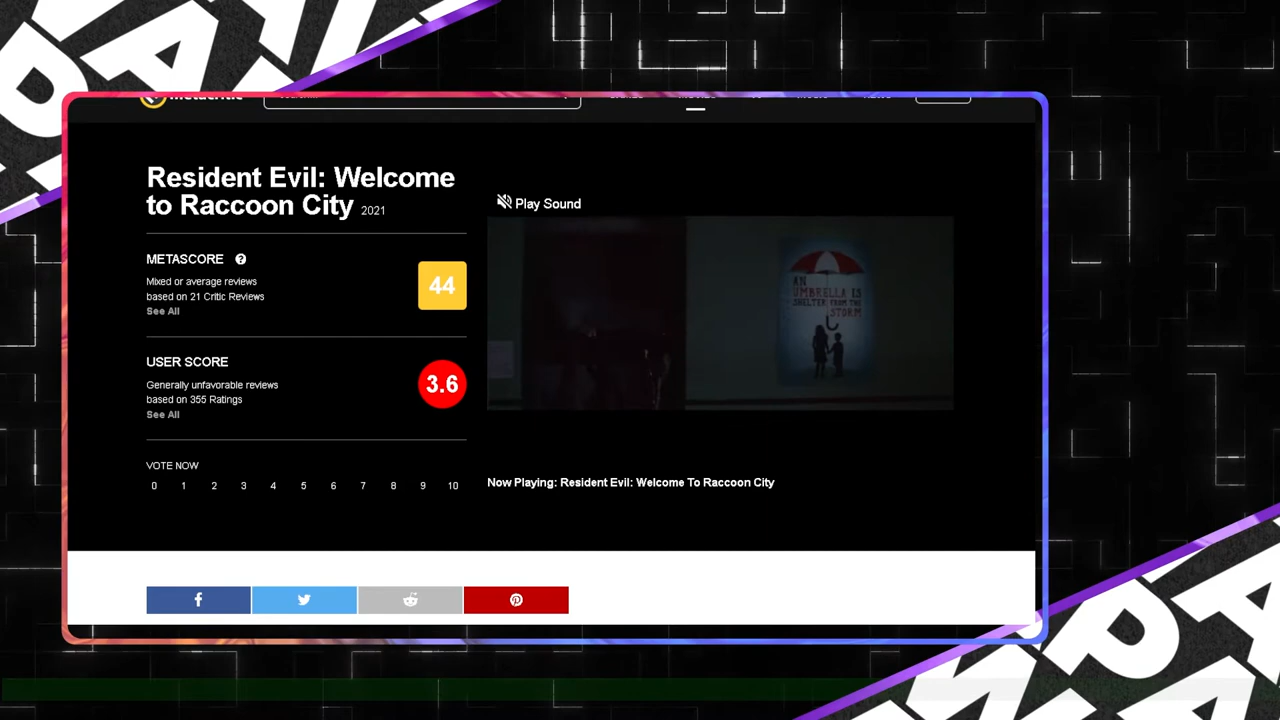 Resident Evil: Welcome
to Raccoon City 2021
Play Sound
METASCORE ?
Mixed or average reviews
based on 21 Critic Reviews
See All
44
AN
UMBRELLA IS
SHELTER FROM THE
STORM
USER SCORE
Generally unfavorable reviews
based on 355 Ratings
See All
3.6
VOTE NOW
0 1 2 3 4 5 6 7 8 9 10
Now Playing: Resident Evil: Welcome To Raccoon City